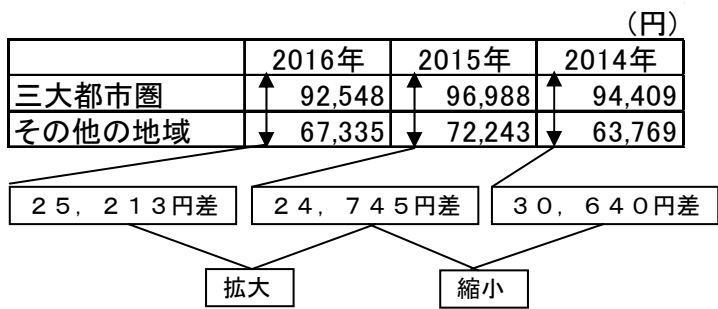 (円)
2016年 2015年 2014年
三大都市圏 92,548 96,988 94,409
その他の地域 67,335 72,243 63,769
２５，２１３円差 ２４，７４５円差 ３０，６４０円差
拡大 縮小